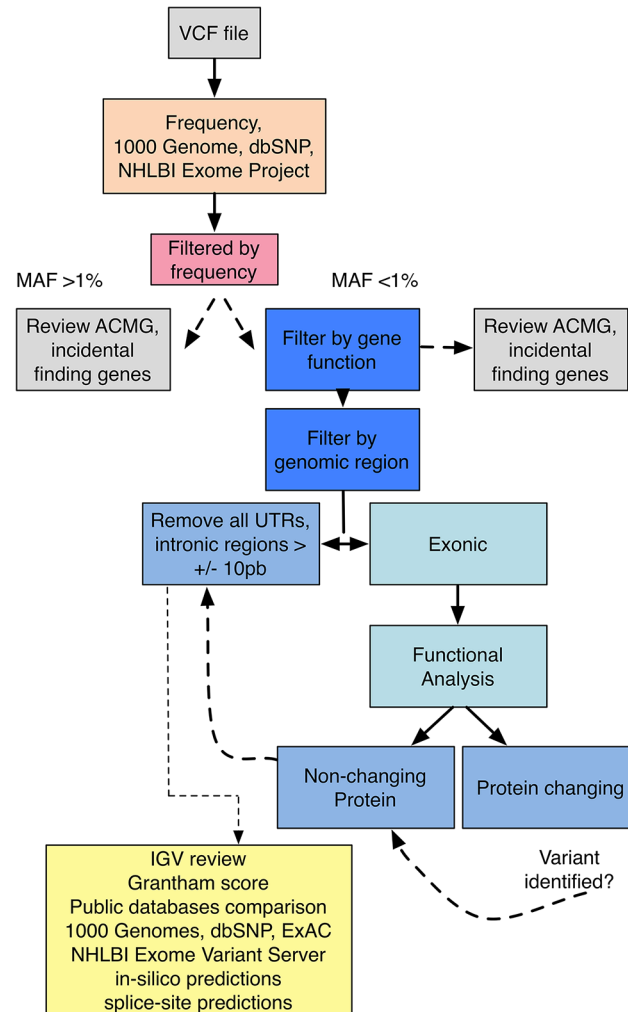 VCF file
Frequency,
1000 Genome, dbSNP,
NHLBI Exome Project
Filtered by
frequency
MAF >1%
MAF <1%
Review ACMG,
incidental
finding genes
Filter by gene
function
Review ACMG,
incidental
finding genes
Filter by
genomic region
Remove all UTRs,
intronic regions >
+/- 10pb
Exonic
Functional
Analysis
Non-changing
Protein
Protein changing
Variant
identified?
IGV review
Grantham score
Public databases comparison
1000 Genomes, dbSNP, ExAC
NHLBI Exome Variant Server
in-silico predictions
splice-site predictions